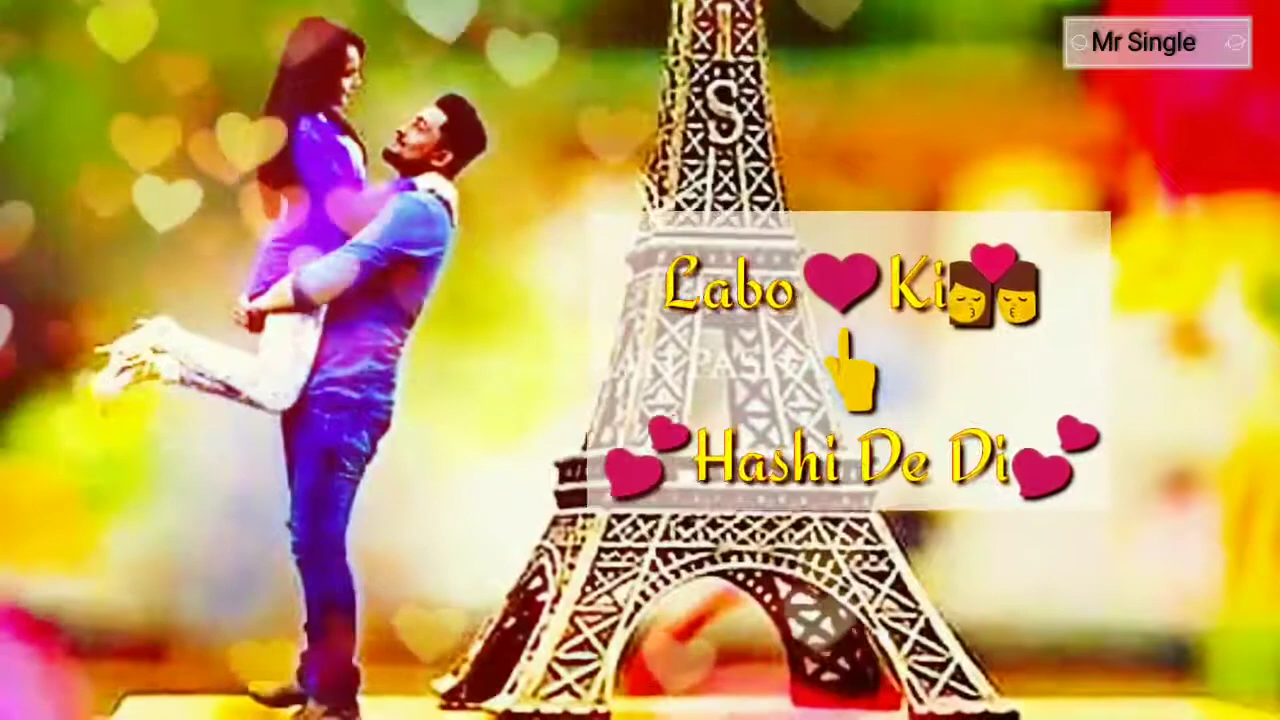 Mr Single
S
Labo ❤ Ki 💏
👆
💕 Hashi De Di 💕